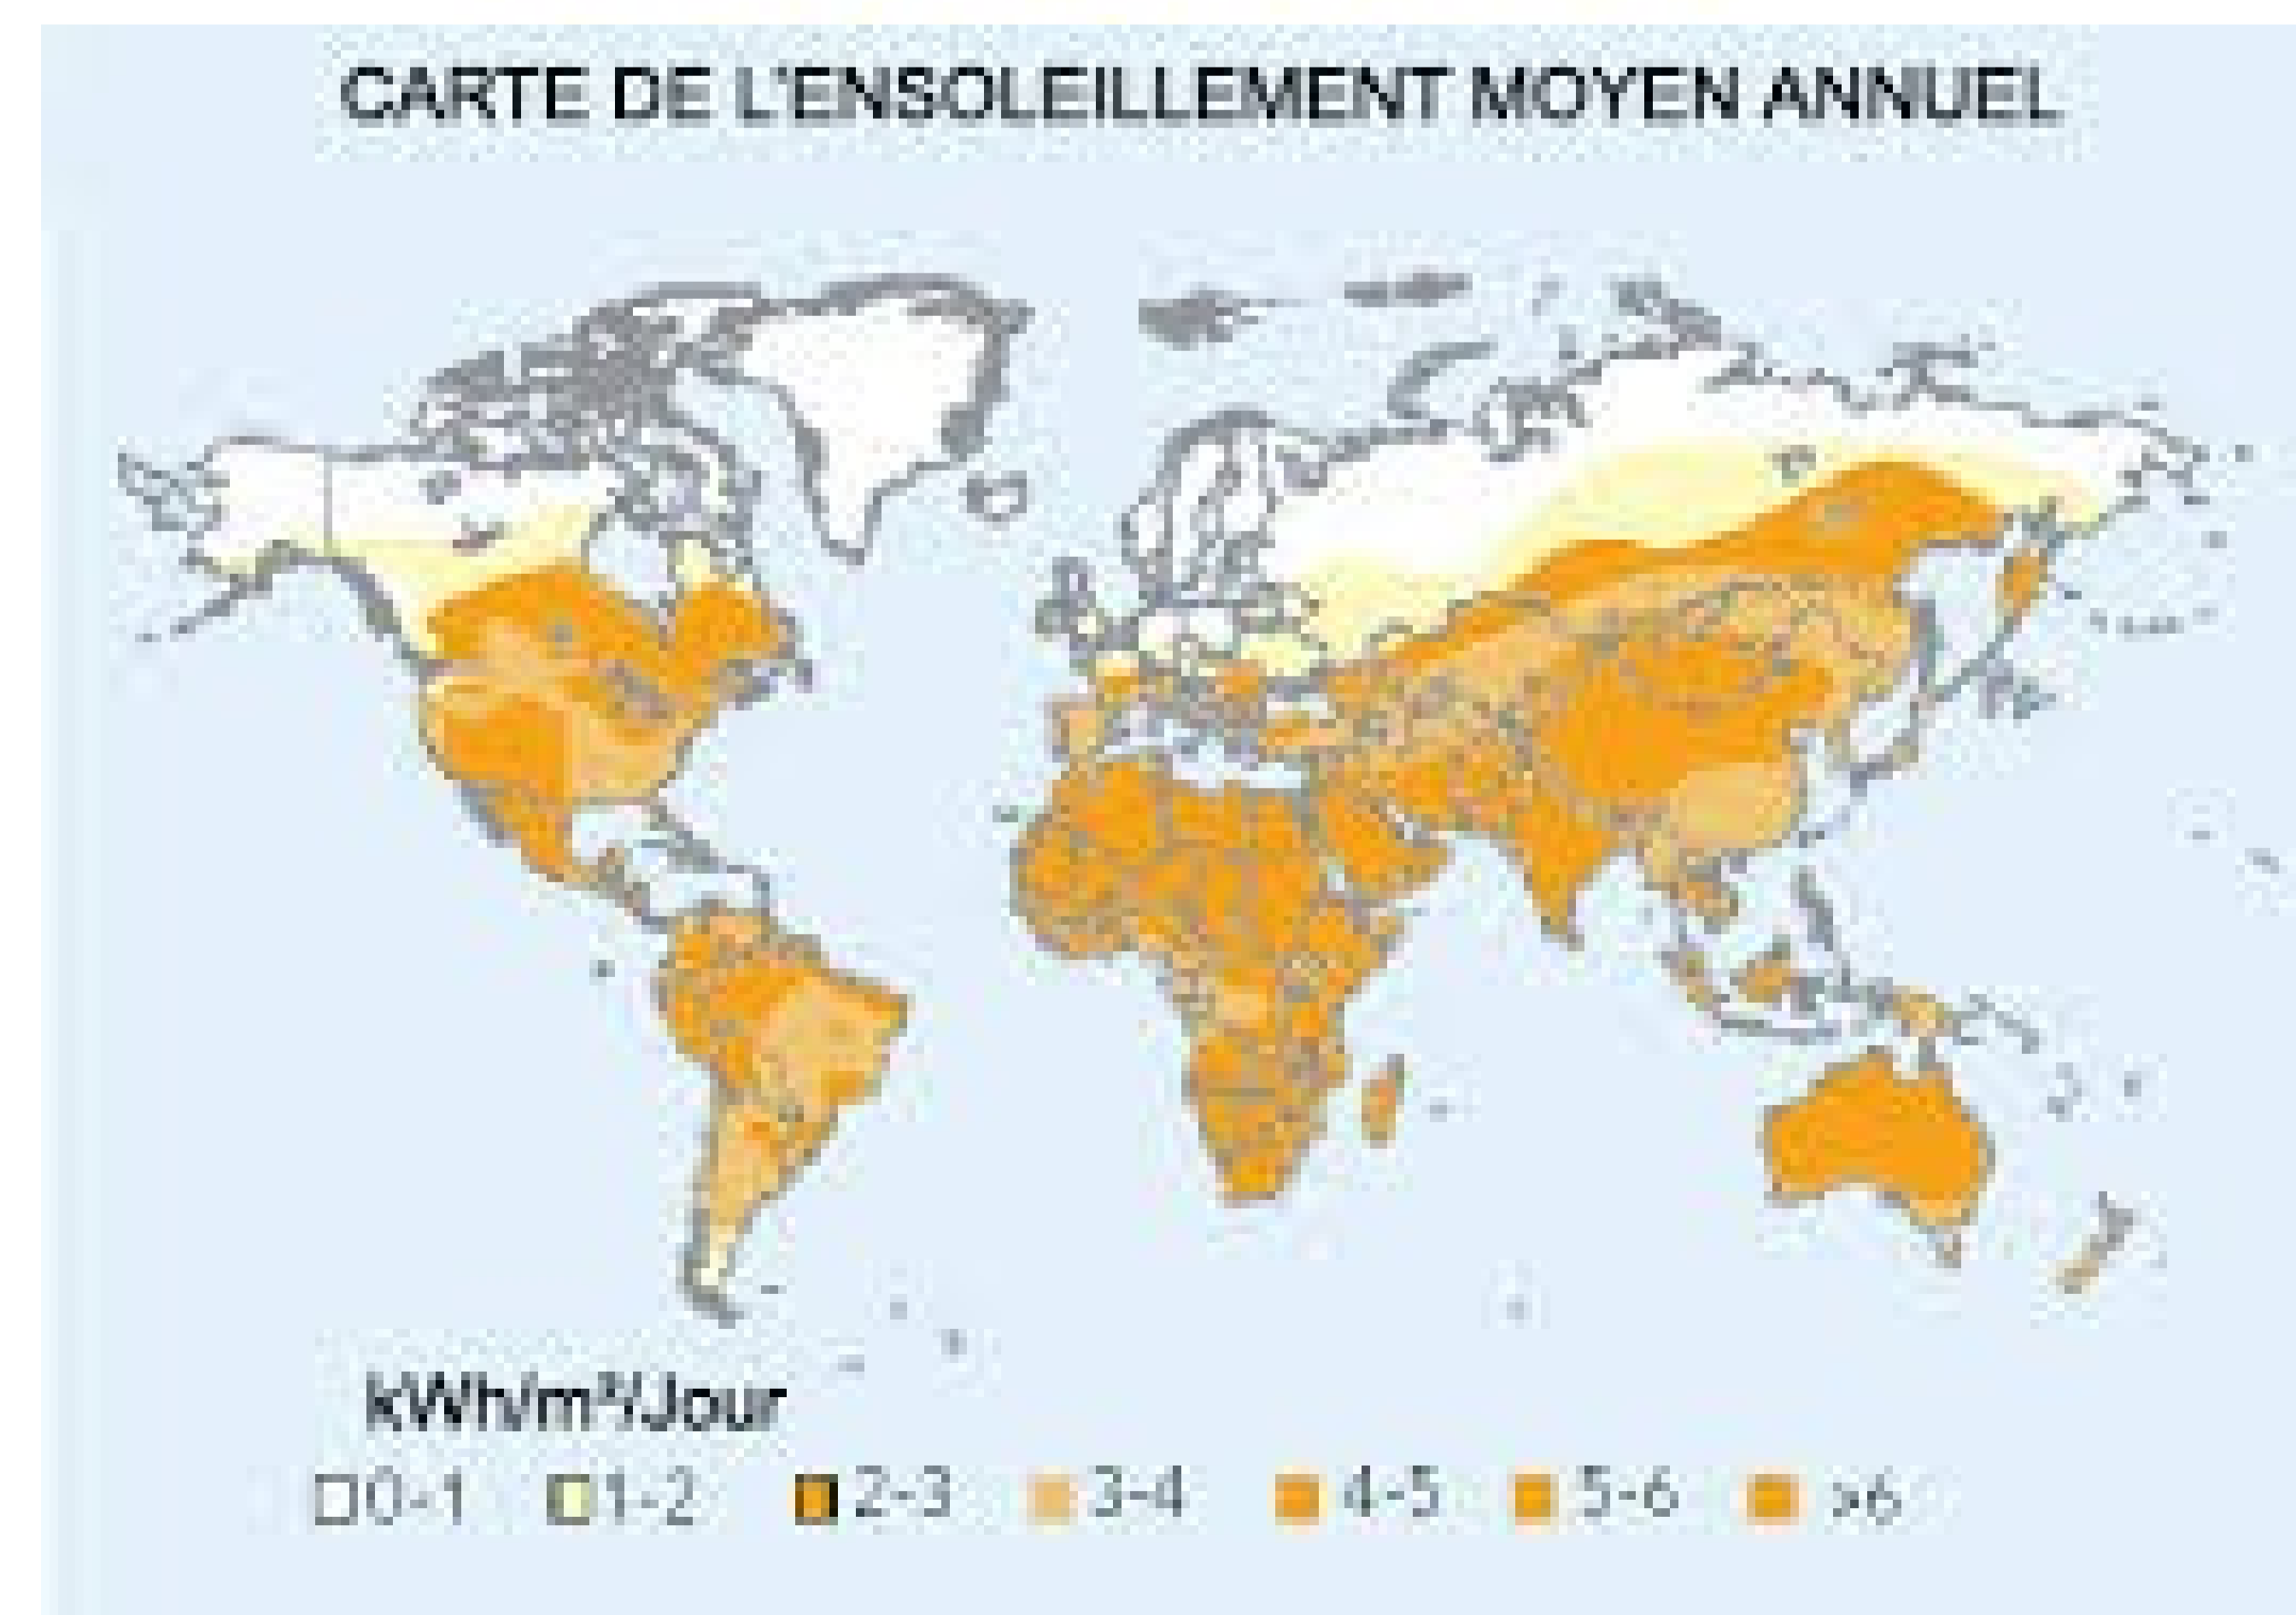 CARTE DE L'ENSOLEILLEMENT MOYEN ANNUEL
kWh/m²/Jour
0-1 1-2 2-3 3-4 4-5 5-6 >6